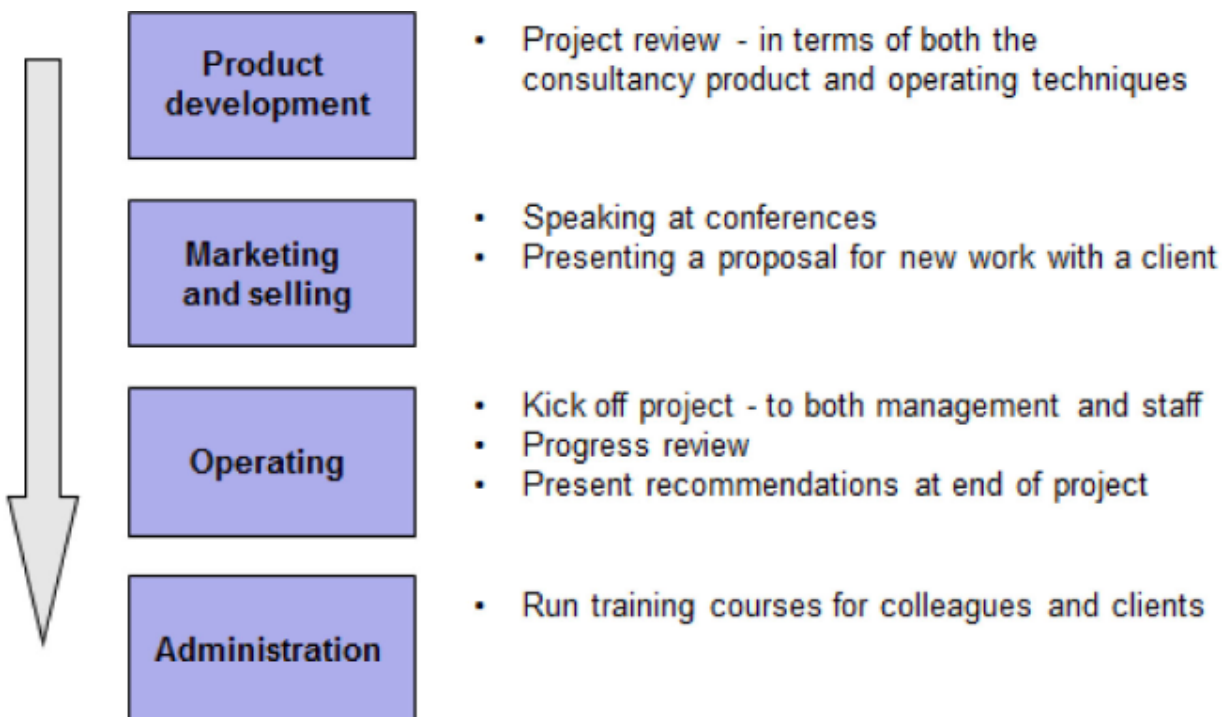 Product
development
• Project review - in terms of both the
consultancy product and operating techniques
Marketing
and selling
• Speaking at conferences
• Presenting a proposal for new work with a client
Operating
• Kick off project - to both management and staff
• Progress review
• Present recommendations at end of project
Administration
• Run training courses for colleagues and clients